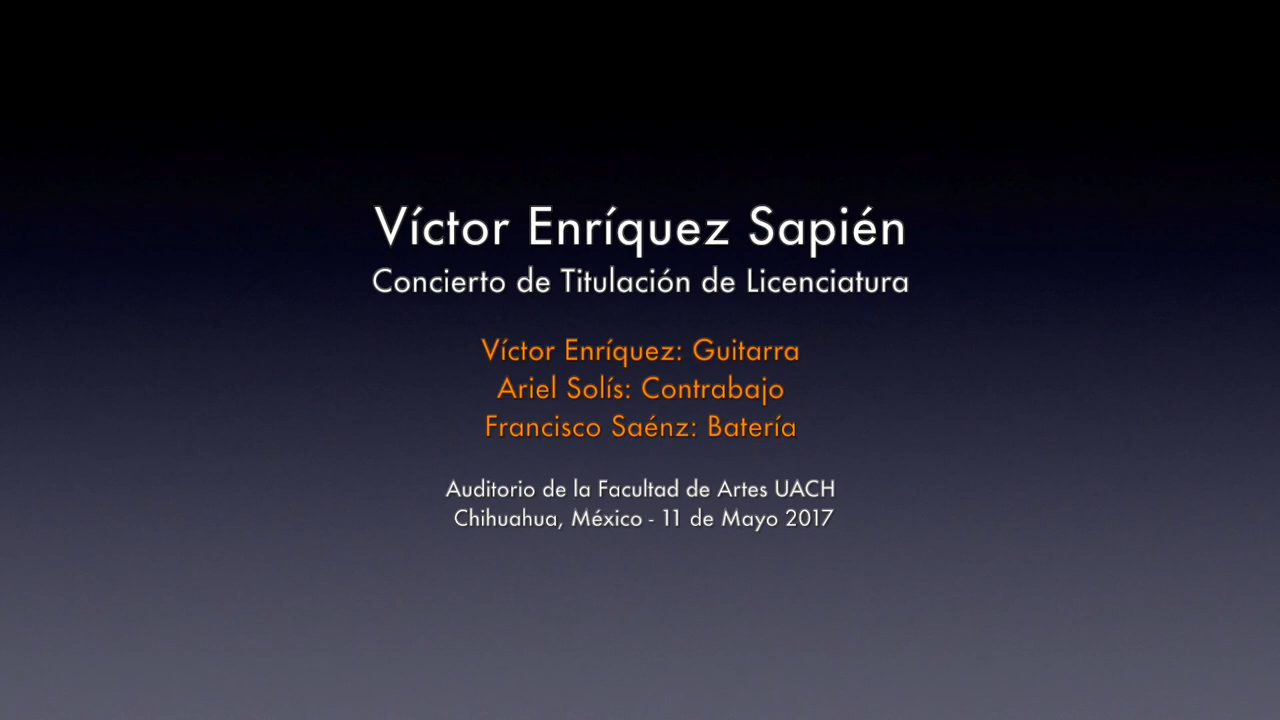 Víctor Enríquez Sapién
Concierto de Titulación de Licenciatura
Víctor Enríquez: Guitarra
Ariel Solís: Contrabajo
Francisco Saénz: Batería
Auditorio de la Facultad de Artes UACH
Chihuahua, México - 11 de Mayo 2017